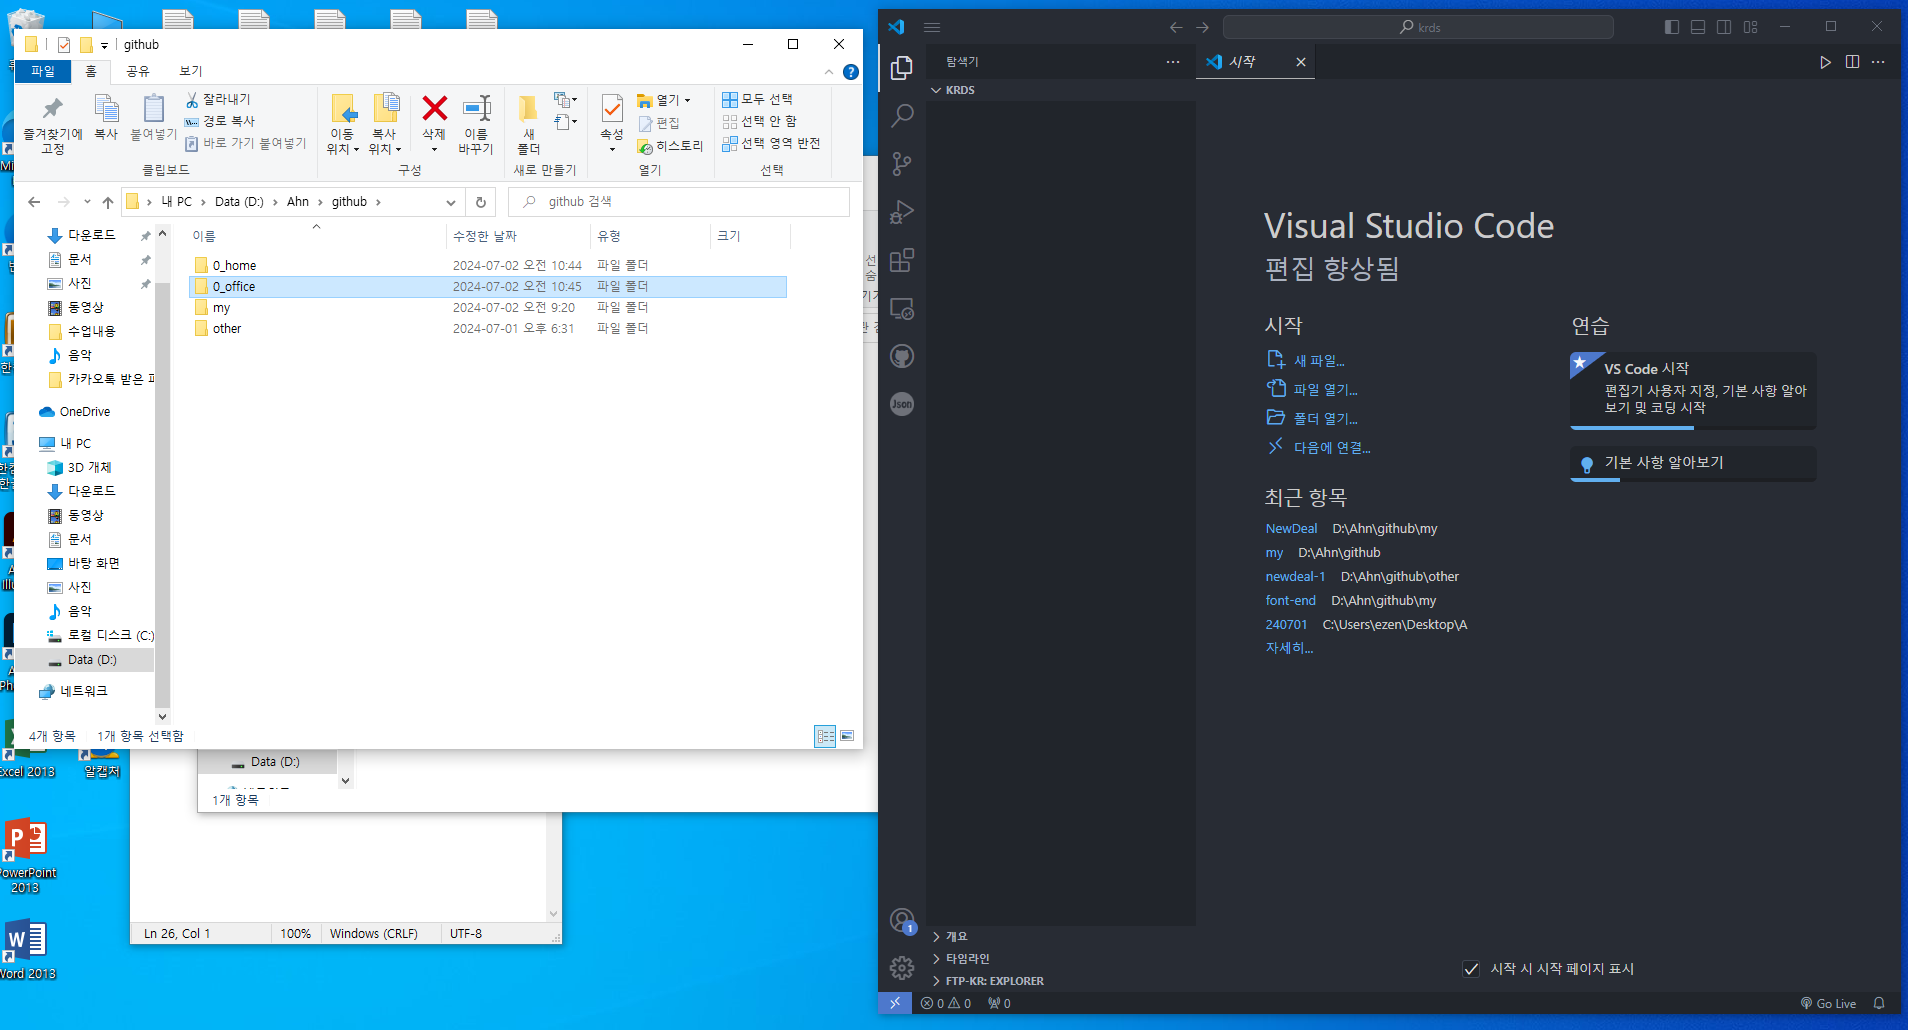 github
파일
홈
공유
보기
즐겨찾기에 고정
복사
붙여넣기
잘라내기
경로 복사
바로 가기 붙여넣기
클립보드
이동 위치
복사 위치
삭제
이름 바꾸기
구성
새 폴더
새로 만들기
속성
열기
편집
히스토리
열기
모두 선택
선택 안 함
선택 영역 반전
선택
내 PC
Data (D:)
Ahn
github
github 검색
다운로드
문서
사진
동영상
수업내용
음악
카카오톡 받은
OneDrive
내 PC
3D 개체
다운로드
동영상
문서
바탕 화면
사진
음악
로컬 디스크 (C:)
Data (D:)
네트워크
이름 수정한 날짜 유형 크기
0_home 2024-07-02 오전 10:44 파일 폴더
0_office 2024-07-02 오전 10:45 파일 폴더
my 2024-07-02 오전 9:20 파일 폴더
other 2024-07-01 오후 6:31 파일 폴더
4개 항목 1개 항목 선택함
Data (D:)
1개 항목
Ln 26, Col 1 100% Windows (CRLF) UTF-8
Excel 2013
알캡처
PowerPoint
2013
Word 2013
krds
탐색기
시작
KRDS
Json
Visual Studio Code
편집 향상됨
시작
새 파일...
파일 열기...
폴더 열기...
다음에 연결...
최근 항목
NewDeal D:\Ahn\github\my
my D:\Ahn\github
newdeal-1 D:\Ahn\github\other
font-end D:\Ahn\github\my
240701 C:\Users\ezen\Desktop\A
자세히...
연습
VS Code 시작
편집기 사용자 지정, 기본 사항 알아
보기 및 코딩 시작
기본 사항 알아보기
개요
타임라인
FTP-KR: EXPLORER
1
시작 시 시작 페이지 표시
0 0 0
Go Live